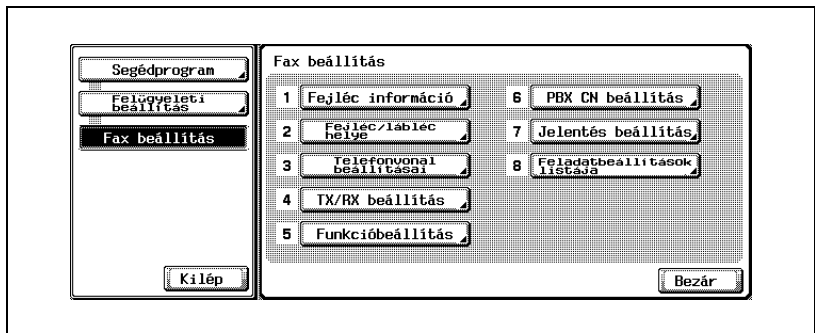 Segédprogram
Felügyeleti
beállítás
Fax beállítás
Kilép
Fax beállítás
1 Fejléc információ
2 Fejléc/lábléc
helye
3 Telefonvonal
beállításai
4 TX/RX beállítás
5 Funkcióbeállítás
6 PBX CN beállítás
7 Jelentés beállítás
8 Feladatbeállítások
listája
Bezár